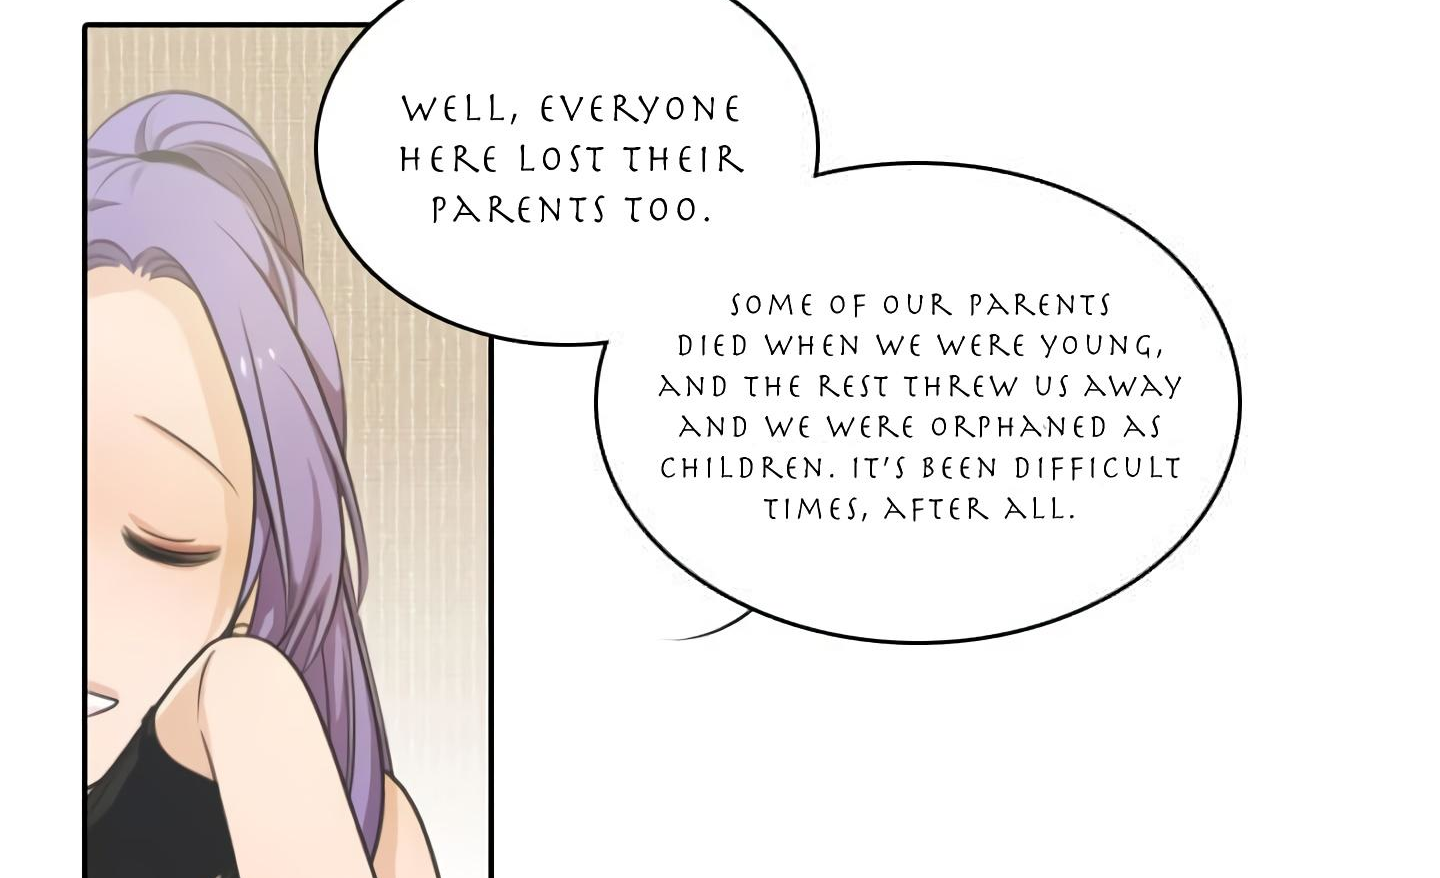 WELL, EVERYONE
HERE LOST THEIR
PARENTS TOO.
SOME OF OUR PARENTS
DIED WHEN WE WERE YOUNG,
AND THE REST THREW US AWAY
AND WE WERE ORPHANED AS
CHILDREN. IT'S BEEN DIFFICULT
TIMES, AFTER ALL.